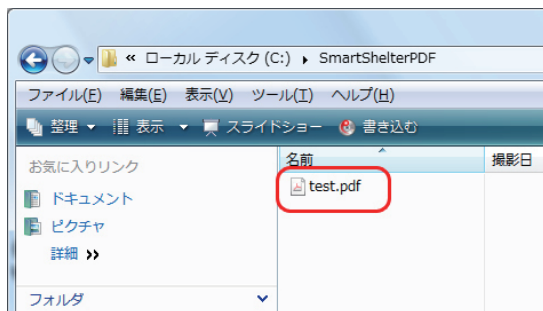 « ローカル ディスク (C:) ▸ SmartShelterPDF
ファイル(F) 編集(E) 表示(V) ツール(T) ヘルプ(H)
整理 ▼ 表示 ▼ スライドショー 書き込む
お気に入りリンク
ドキュメント
ピクチャ
詳細 »
フォルダ
名前 撮影日
test.pdf